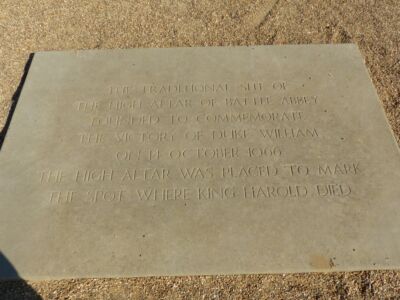 THE TRADITIONAL SITE OF
THE HIGH ALTAR OF BATTLE ABBEY
FOUNDED TO COMMEMORATE
THE VICTORY OF DUKE WILLIAM
ON 14 OCTOBER 1066
THE HIGH ALTAR WAS PLACED TO MARK
THE SPOT WHERE KING HAROLD DIED